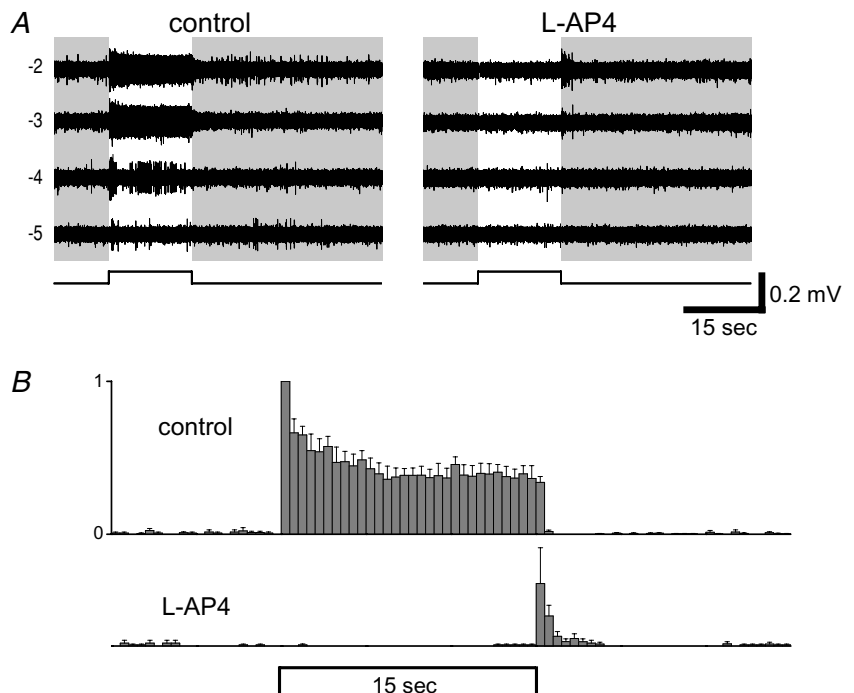 A
control
L-AP4
-2
-3
-4
-5
0.2 mV
15 sec
B
1
control
0
L-AP4
15 sec